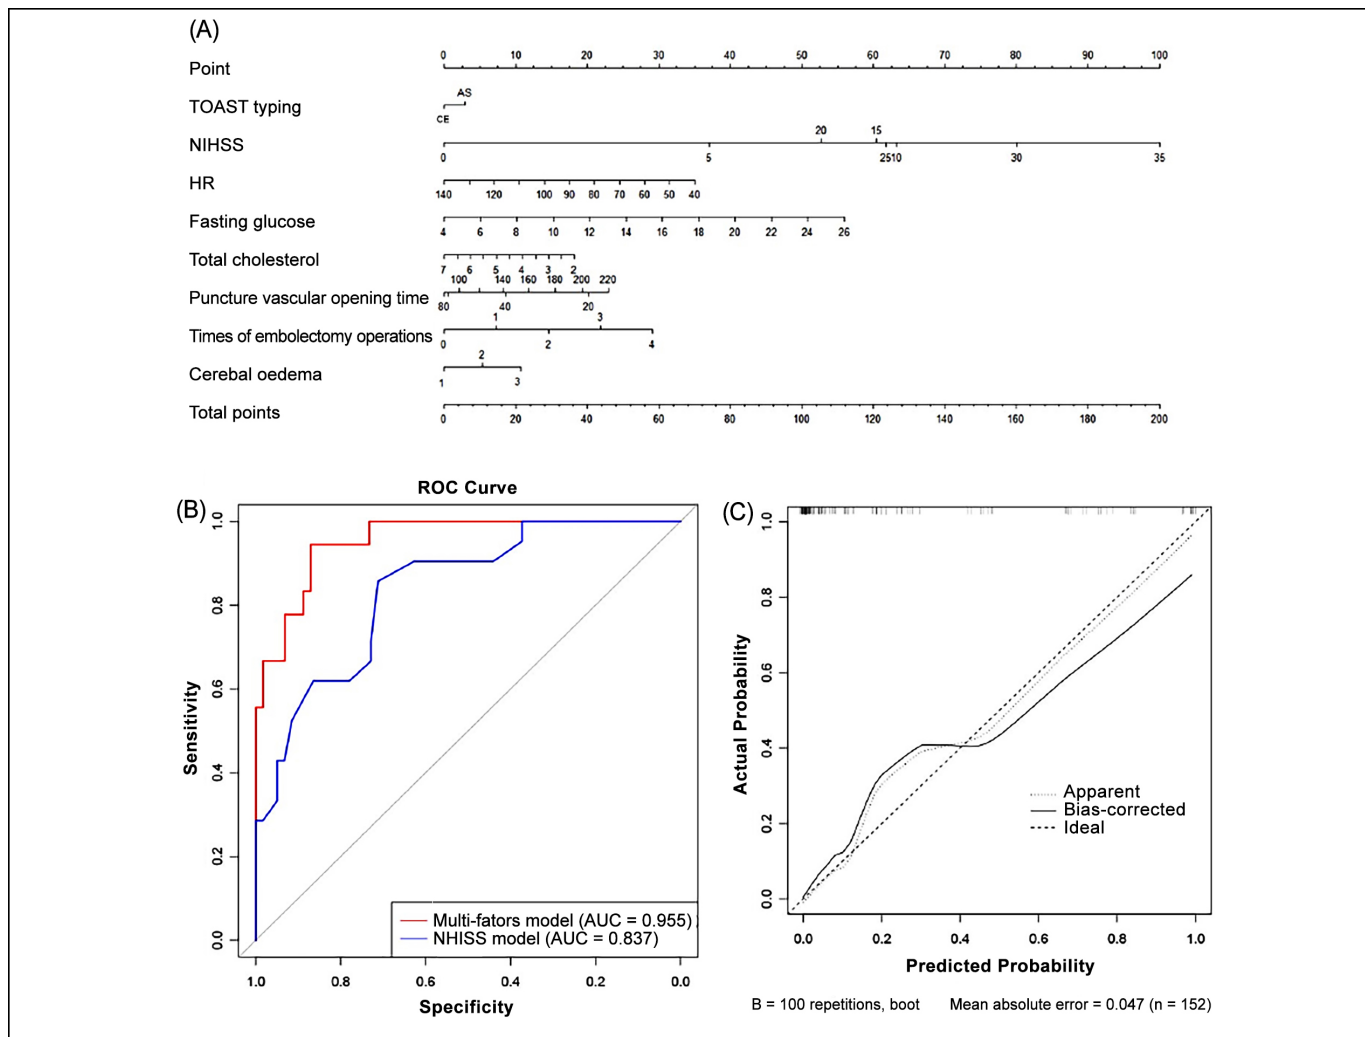 (A)
Point
0 10 20 30 40 50 60 70 80 90 100
TOAST typing
AS
CE
NIHSS
20 15
0 5 2510 30 35
HR
140 120 100 90 80 70 60 50 40
Fasting glucose
4 6 8 10 12 14 16 18 20 22 24 26
Total cholesterol
7 6 5 4 3 2
100 140 160 180 200 220
Puncture vascular opening time
80 40 20
1 3
Times of embolectomy operations
0 2 4
2
Cerebal oedema
1 3
Total points
0 20 40 60 80 100 120 140 160 180 200
(B)
ROC Curve
Sensitivity
1.0
0.8
0.6
0.4
0.2
0.0
Multi-fators model (AUC = 0.955)
NHISS model (AUC = 0.837)
1.0 0.8 0.6 0.4 0.2 0.0
Specificity
(C)
Actual Probability
1.0
0.8
0.6
0.4
0.2
0.0
Apparent
Bias-corrected
Ideal
0.0 0.2 0.4 0.6 0.8 1.0
Predicted Probability
B = 100 repetitions, boot Mean absolute error = 0.047 (n = 152)